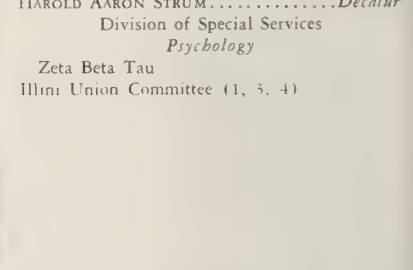 HAROLD AARON STRUM..............Decatur
Division of Special Services
Psychology
Zeta Beta Tau
Illini Union Committee (1, 3, 4)